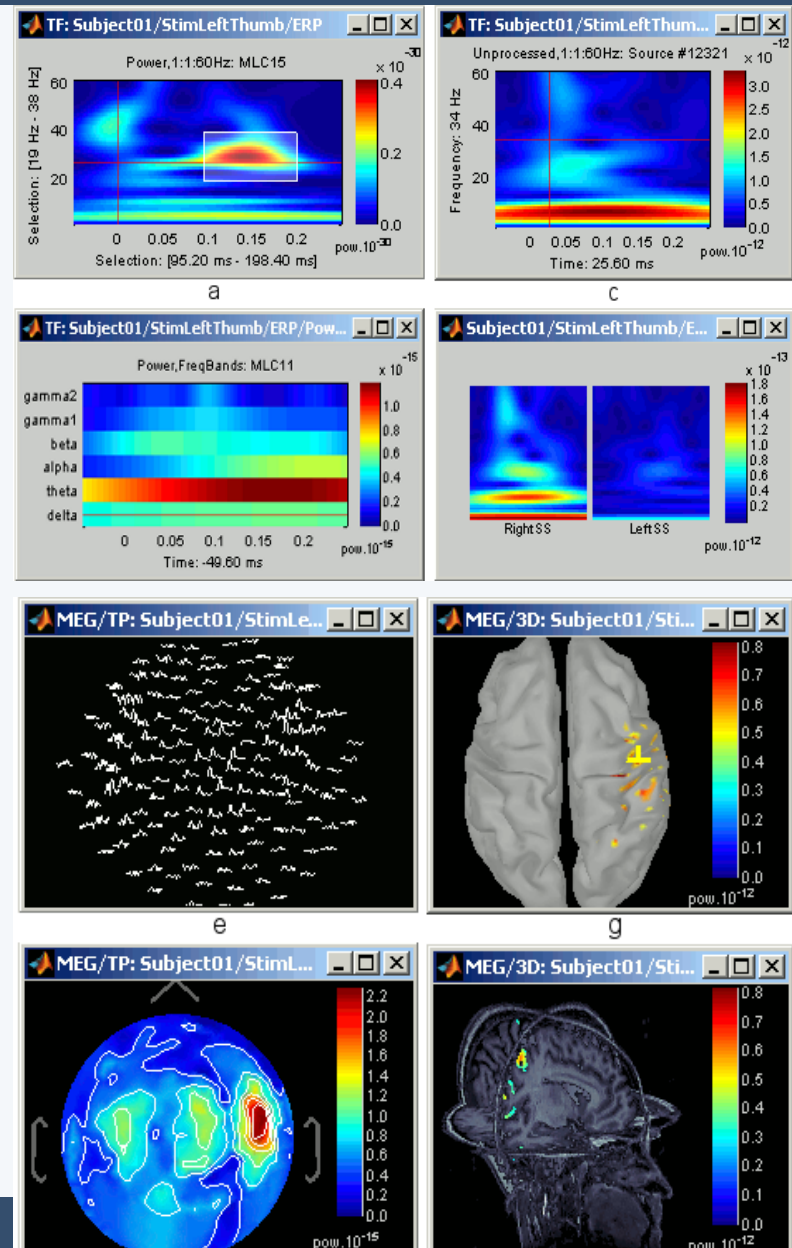 TF: Subject01/StimLeftThumb/ERP
Power,1:1:60Hz: MLC15
x 10 -30
Selection: [19 Hz - 38 Hz]
60
40
20
0.4
0.2
0.0
0 0.05 0.1 0.15 0.2
pow.10-30
Selection: [95.20 ms - 198.40 ms]
a
TF: Subject01/StimLeftThum...
Unprocessed,1:1:60Hz: Source #12321
x 10 -12
Frequency: 34 Hz
60
40
20
3.0
2.5
2.0
1.5
1.0
0.5
0.0
0 0.05 0.1 0.15 0.2
pow.10-12
Time: 25.60 ms
c
TF: Subject01/StimLeftThumb/ERP/Pow...
Power,FreqBands: MLC11
x 10 -15
gamma2
gamma1
beta
alpha
theta
delta
1.0
0.8
0.6
0.4
0.2
0.0
0 0.05 0.1 0.15 0.2
pow.10-15
Time: -49.60 ms
Subject01/StimLeftThumb/E...
x 10 -13
1.8
1.6
1.4
1.2
1.0
0.8
0.6
0.4
0.2
RightSS LeftSS
pow.10-12
MEG/TP: Subject01/StimLe...
e
MEG/3D: Subject01/Sti...
0.8
0.7
0.6
0.5
0.4
0.3
0.2
0.1
0.0
pow.10-12
g
MEG/TP: Subject01/StimL...
2.2
2.0
1.8
1.6
1.4
1.2
1.0
0.8
0.6
0.4
0.2
0.0
pow.10-15
MEG/3D: Subject01/Sti...
0.8
0.7
0.6
0.5
0.4
0.3
0.2
0.1
0.0
pow.10-12